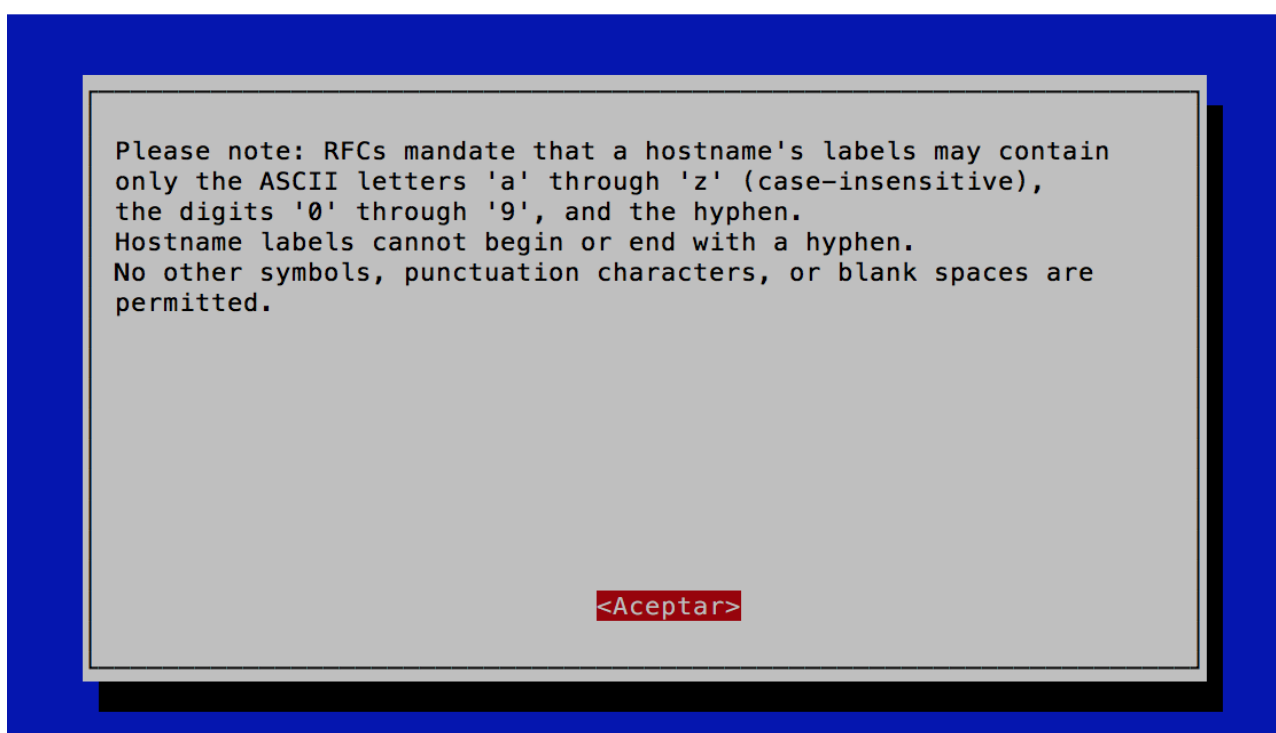 Please note: RFCs mandate that a hostname's labels may contain
only the ASCII letters 'a' through 'z' (case-insensitive),
the digits '0' through '9', and the hyphen.
Hostname labels cannot begin or end with a hyphen.
No other symbols, punctuation characters, or blank spaces are
permitted.
<Aceptar>